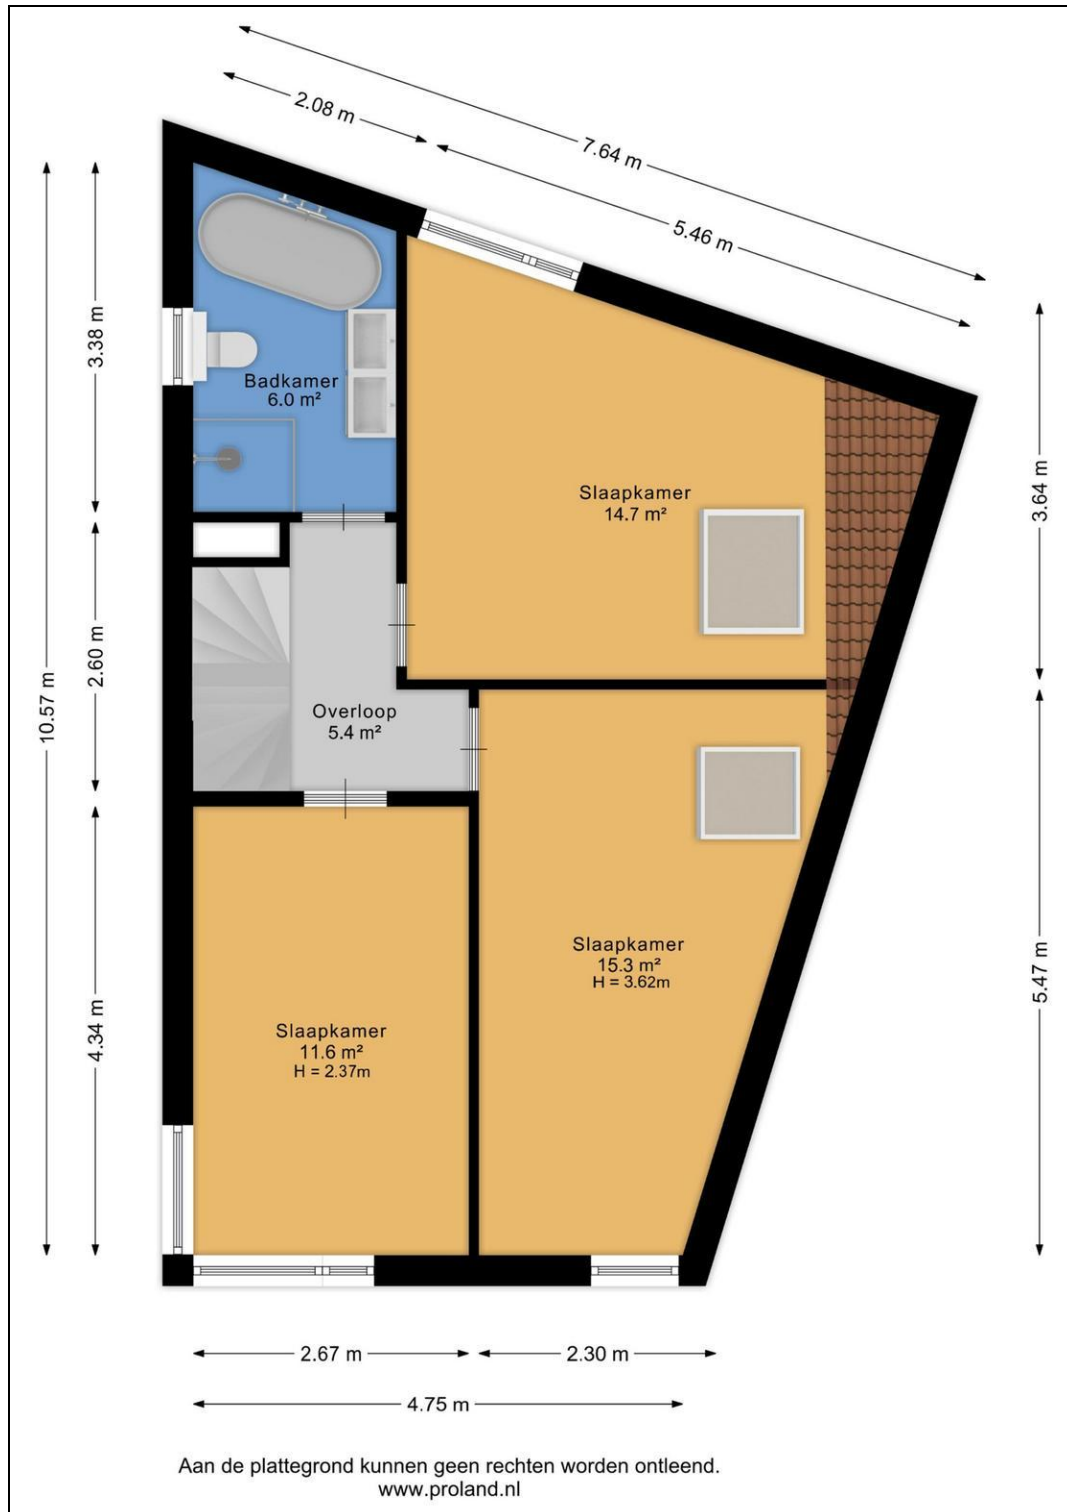 2.08 m
7.64 m
5.46 m
3.38 m
Badkamer
6.0 m²
Slaapkamer
14.7 m²
3.64 m
2.60 m
10.57 m
Overloop
5.4 m²
Slaapkamer
15.3 m²
H = 3.62m
5.47 m
4.34 m
Slaapkamer
11.6 m²
H = 2.37m
2.67 m
2.30 m
4.75 m
Aan de plattegrond kunnen geen rechten worden ontleend.
www.proland.nl